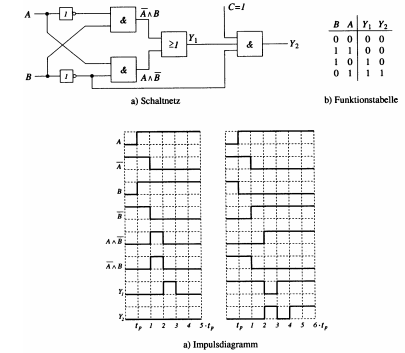 A
1
&
A̅ ∧ B
≥1
Y₁
C=1
&
Y₂
B
1
&
A ∧ B̅
a) Schaltnetz
B A Y₁ Y₂
0 0 0 0
1 1 0 0
1 0 1 0
0 1 1 1
b) Funktionstabelle
A
A̅
B
B̅
A ∧ B̅
A̅ ∧ B
Y₁
Y₂
tₚ 1 2 3 4 5·tₚ
tₚ 1 2 3 4 5 6·tₚ
a) Impulsdiagramm